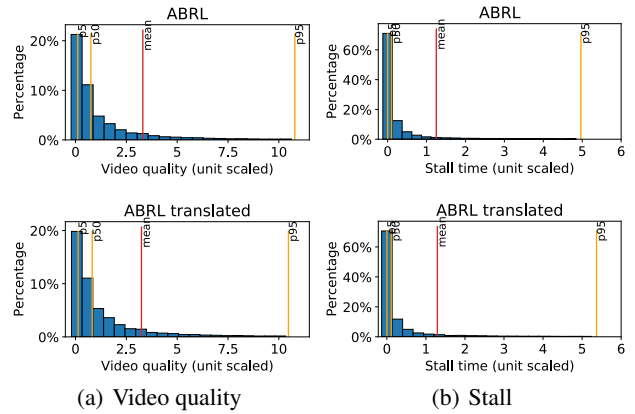 ABRL
20%
10%
0%
Percentage
p5
p50
mean
p95
0
2.5
5
7.5
10
Video quality (unit scaled)
ABRL
60%
40%
20%
0%
Percentage
p5
p50
mean
p95
0
1
2
3
4
5
6
Stall time (unit scaled)
ABRL translated
20%
10%
0%
Percentage
p5
p50
mean
p95
0
2.5
5
7.5
10
Video quality (unit scaled)
ABRL translated
60%
40%
20%
0%
Percentage
p50
mean
p95
0
1
2
3
4
5
6
Stall time (unit scaled)
(a) Video quality
(b) Stall